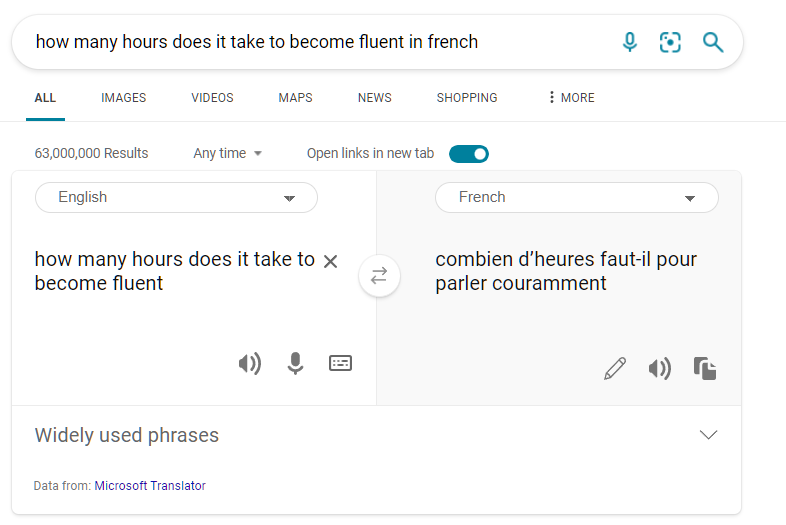 how many hours does it take to become fluent in french
ALL IMAGES VIDEOS MAPS NEWS SHOPPING MORE
63,000,000 Results Any time Open links in new tab
English
French
how many hours does it take to
become fluent
combien d’heures faut-il pour
parler couramment
Widely used phrases
Data from: Microsoft Translator